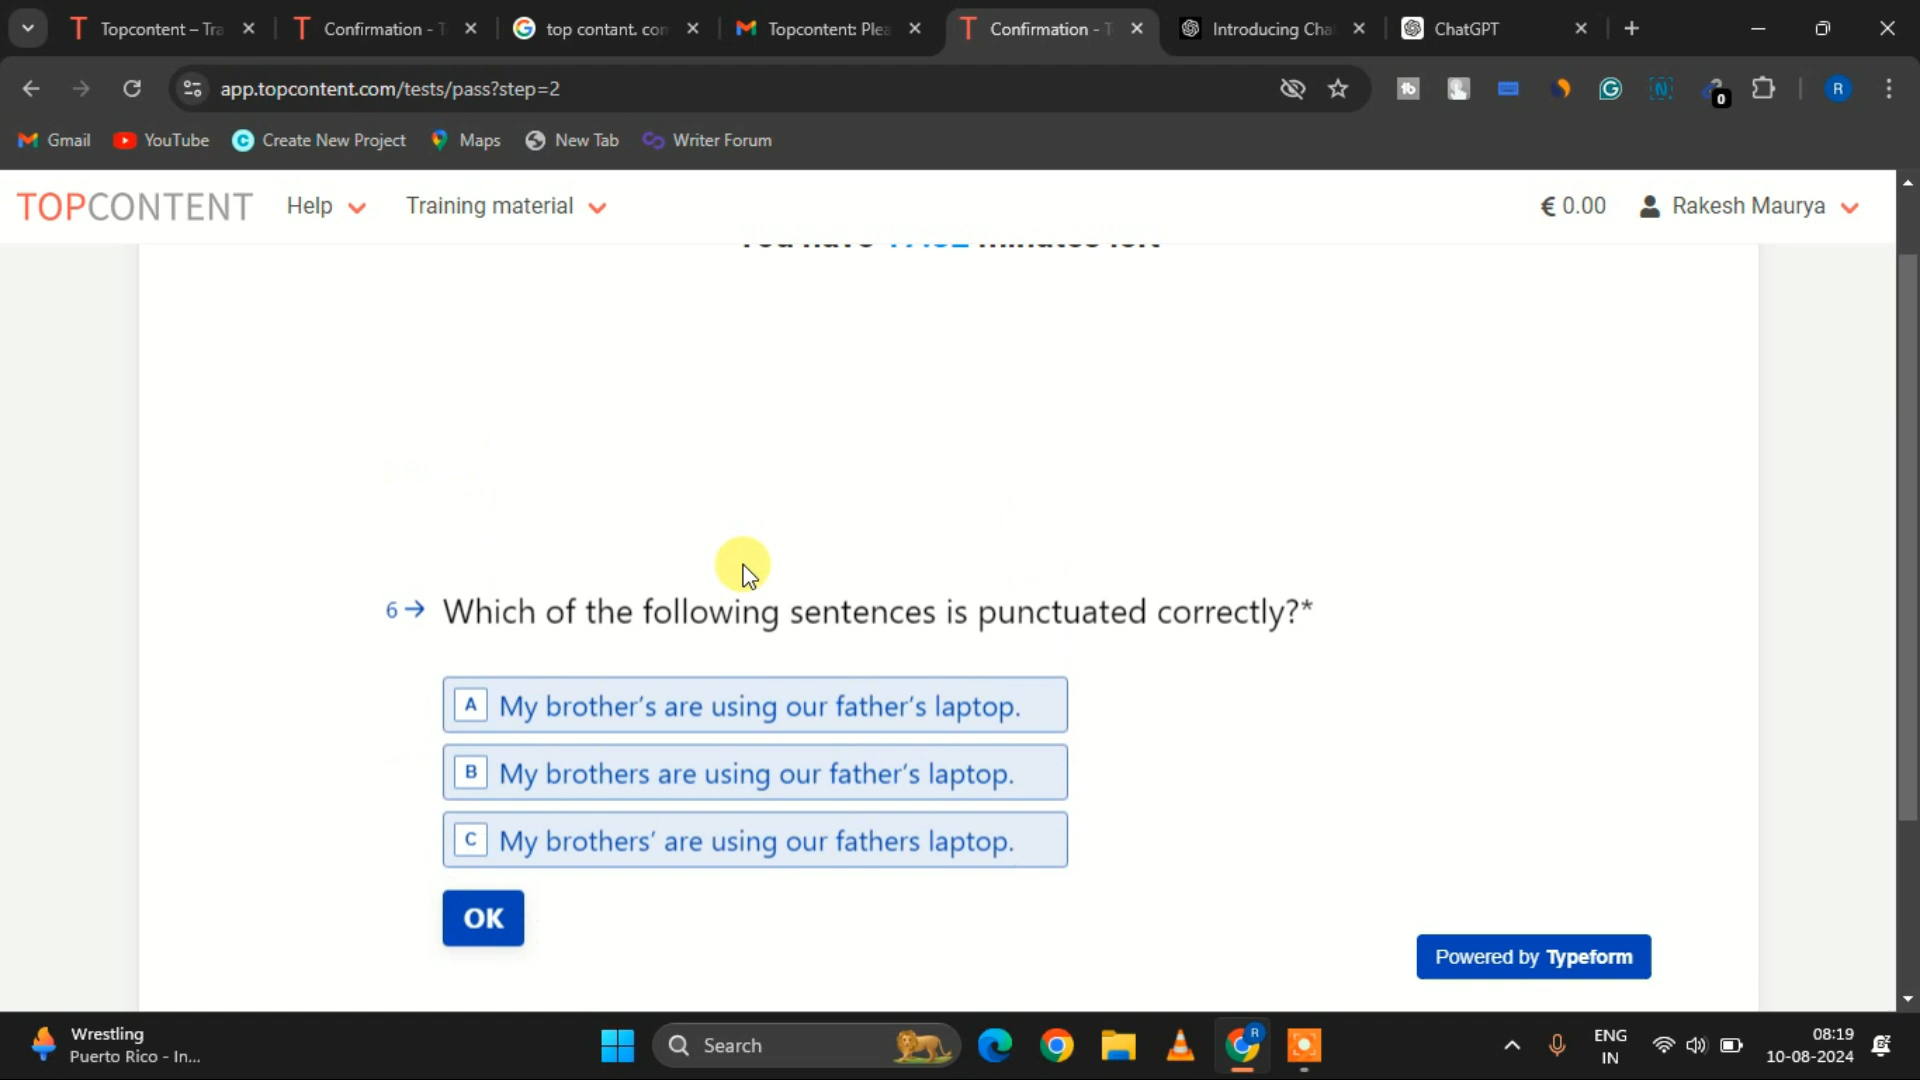 Topcontent – Tra
Confirmation - T
top contant. con
Topcontent: Plea
Confirmation - T
Introducing Cha
ChatGPT
app.topcontent.com/tests/pass?step=2
0
R
Gmail
YouTube
Create New Project
Maps
New Tab
Writer Forum
TOPCONTENT
Help
Training material
€ 0.00
Rakesh Maurya
6→ Which of the following sentences is punctuated correctly?*
A My brother's are using our father's laptop.
B My brothers are using our father's laptop.
C My brothers' are using our fathers laptop.
OK
Powered by Typeform
Wrestling
Puerto Rico - In...
Search
R
ENG
IN
08:19
10-08-2024